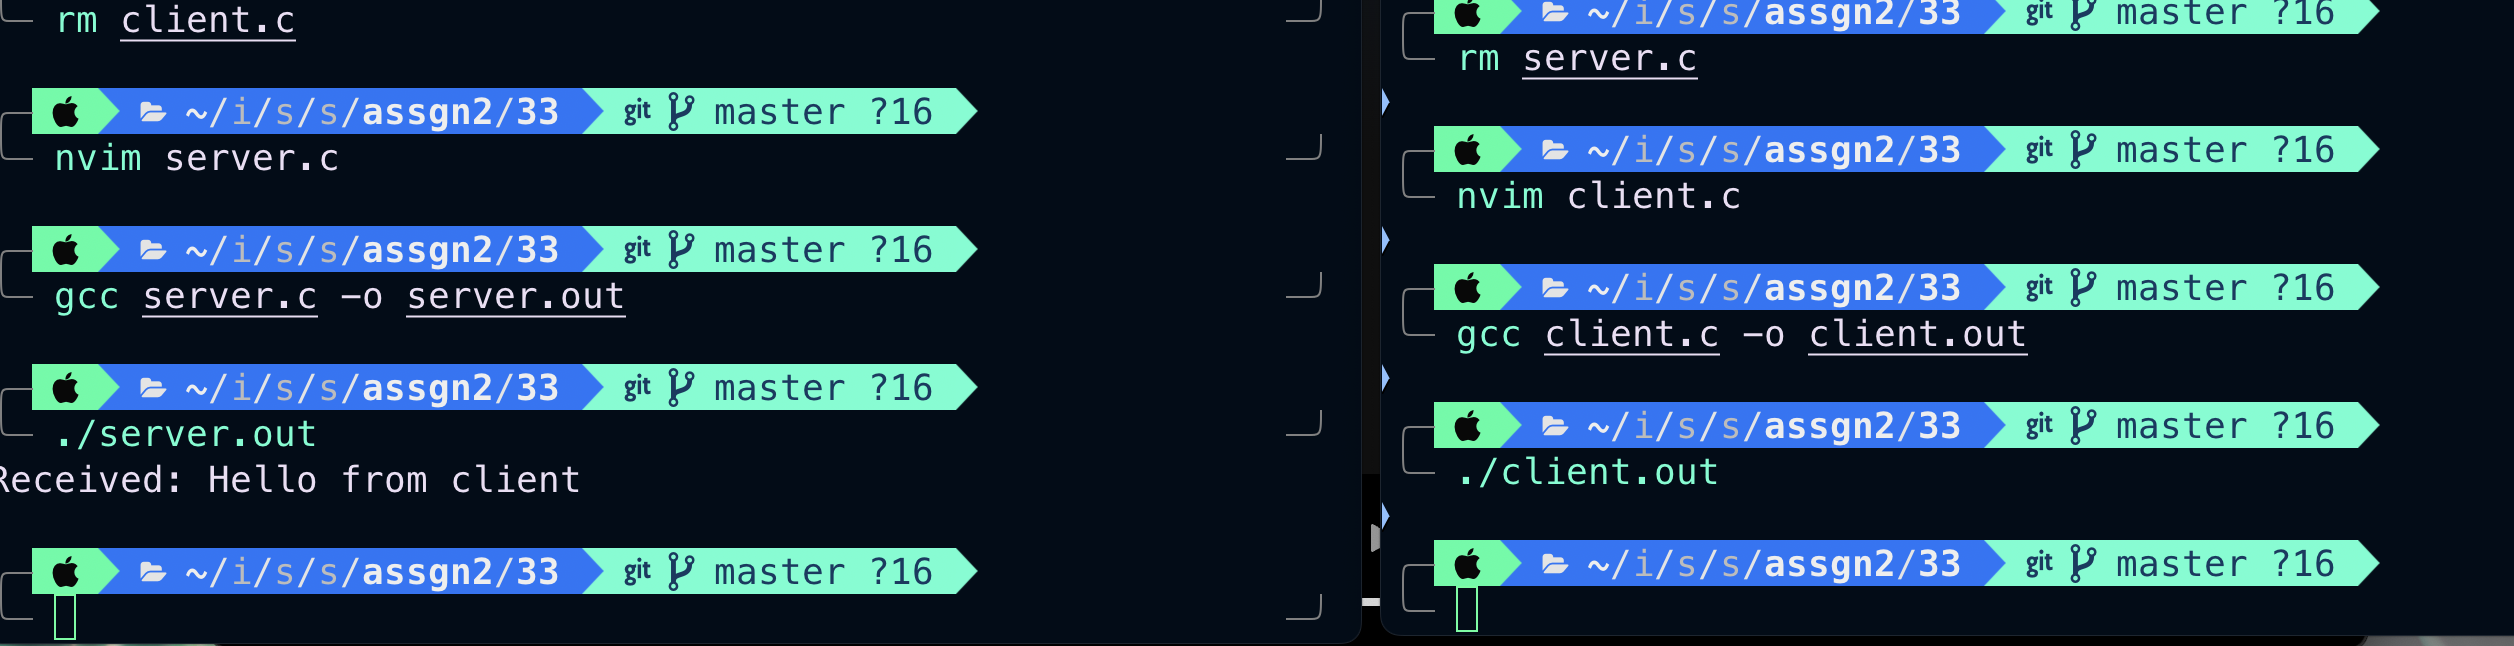 rm client.c
~/i/s/s/assgn2/33 git master ?16
nvim server.c
~/i/s/s/assgn2/33 git master ?16
gcc server.c -o server.out
~/i/s/s/assgn2/33 git master ?16
./server.out
Received: Hello from client
~/i/s/s/assgn2/33 git master ?16
~/i/s/s/assgn2/33 git master ?16
rm server.c
~/i/s/s/assgn2/33 git master ?16
nvim client.c
~/i/s/s/assgn2/33 git master ?16
gcc client.c -o client.out
~/i/s/s/assgn2/33 git master ?16
./client.out
~/i/s/s/assgn2/33 git master ?16